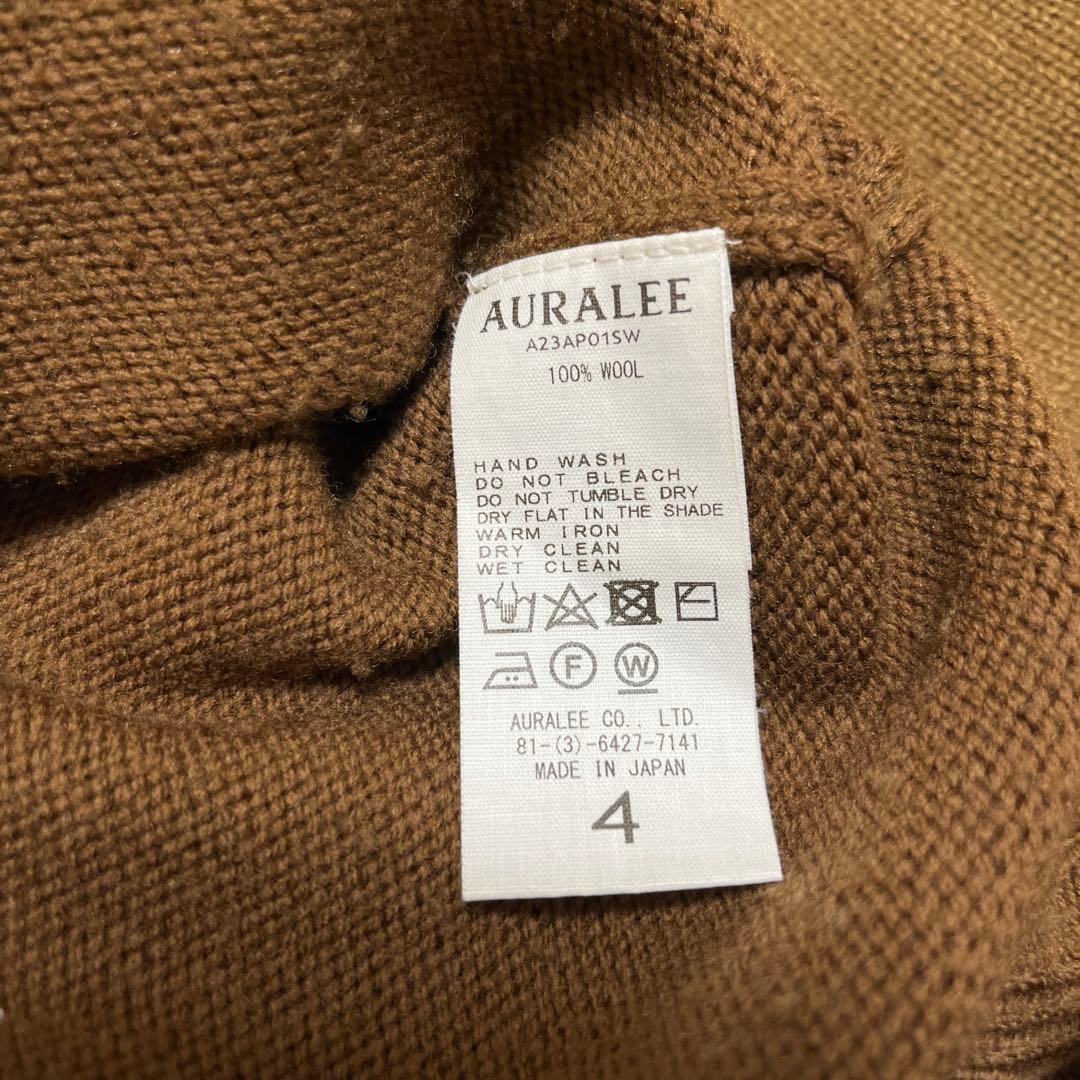 AURALEE
A23AP01SW
100% WOOL
HAND WASH
DO NOT BLEACH
DO NOT TUMBLE DRY
DRY FLAT IN THE SHADE
WARM IRON
DRY CLEAN
WET CLEAN
F W
AURALEE CO., LTD.
81-(3)-6427-7141
MADE IN JAPAN
4